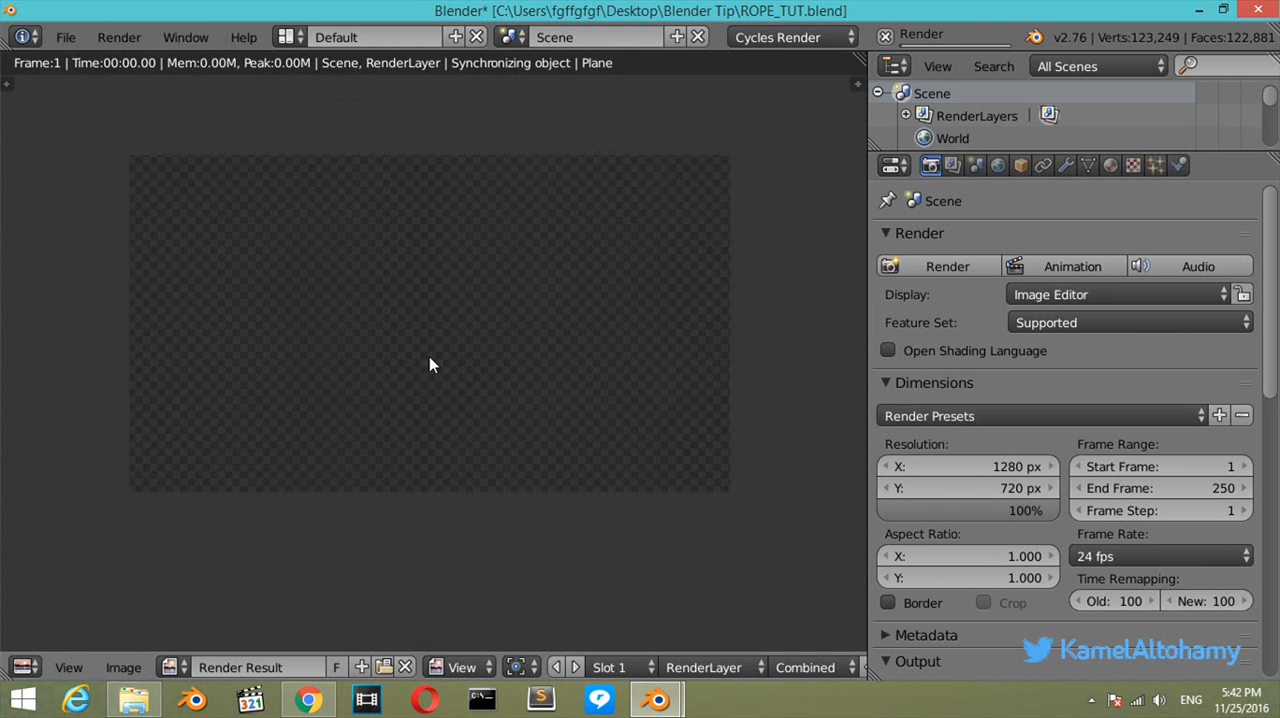 Blender* [C:\Users\fgffgfgf\Desktop\Blender Tip\ROPE_TUT.blend]
File Render Window Help Default Scene Cycles Render Render v2.76 | Verts:123,249 | Faces:122,881
Frame:1 | Time:00:00.00 | Mem:0.00M, Peak:0.00M | Scene, RenderLayer | Synchronizing object | Plane
View Search All Scenes
Scene
RenderLayers
World
Scene
Render
Render Animation Audio
Display: Image Editor
Feature Set: Supported
Open Shading Language
Dimensions
Render Presets
Resolution: Frame Range:
X: 1280 px Start Frame: 1
Y: 720 px End Frame: 250
100% Frame Step: 1
Aspect Ratio: Frame Rate:
X: 1.000 24 fps
Y: 1.000 Time Remapping:
Border Crop Old: 100 New: 100
Metadata
KamelAltohamy
Output
View Image Render Result F View Slot 1 RenderLayer Combined
321
C:\
S
ENG
5:42 PM
11/25/2016